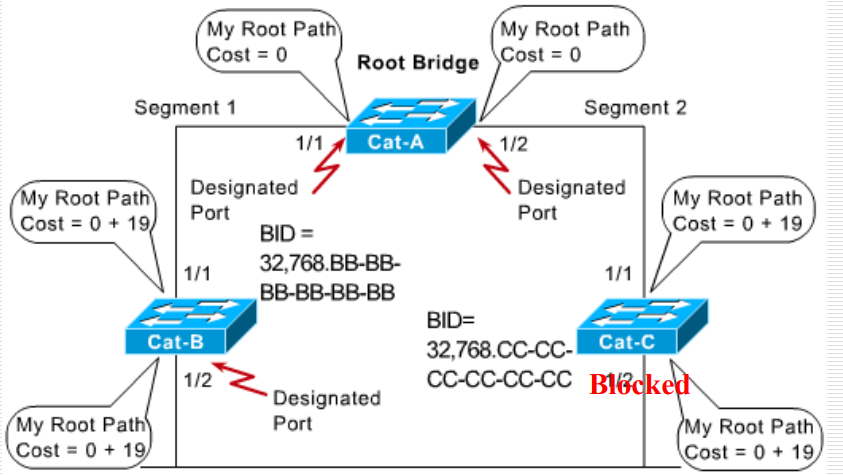 My Root Path
Cost = 0
My Root Path
Cost = 0
Root Bridge
Segment 1
Segment 2
1/1
Cat-A
1/2
Designated
Port
Designated
Port
My Root Path
Cost = 0 + 19
My Root Path
Cost = 0 + 19
BID =
32,768.BB-BB-
BB-BB-BB-BB
1/1
1/1
Cat-B
BID=
32,768.CC-CC-
CC-CC-CC-CC
Cat-C
1/2
1/2
Blocked
Designated
Port
My Root Path
Cost = 0 + 19
My Root Path
Cost = 0 + 19